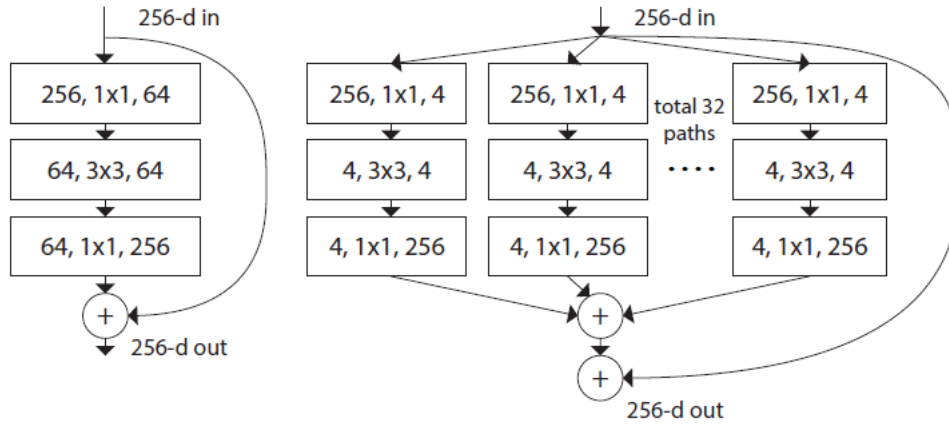 256-d in
256, 1x1, 64
64, 3x3, 64
64, 1x1, 256
+
256-d out
256-d in
256, 1x1, 4
256, 1x1, 4
total 32
paths
....
256, 1x1, 4
4, 3x3, 4
4, 3x3, 4
4, 3x3, 4
4, 1x1, 256
4, 1x1, 256
4, 1x1, 256
+
+
256-d out